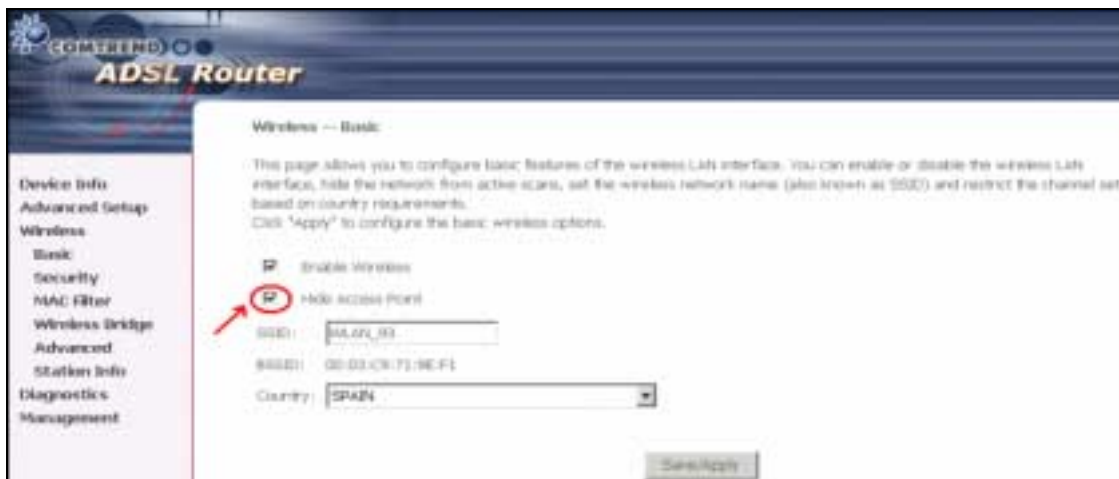 COMTREND
ADSL Router
Wireless -- Basic
This page allows you to configure basic features of the wireless LAN interface. You can enable or disable the wireless LAN
interface, hide the network from active scans, set the wireless network name (also known as SSID) and restrict the channel set
based on country requirements.
Click "Apply" to configure the basic wireless options.
Device Info
Advanced Setup
Wireless
Basic
Security
MAC Filter
Wireless Bridge
Advanced
Station Info
Diagnostics
Management
Enable Wireless
Hide Access Point
SSID: WLAN_93
BSSID:
Country: SPAIN
Save/Apply